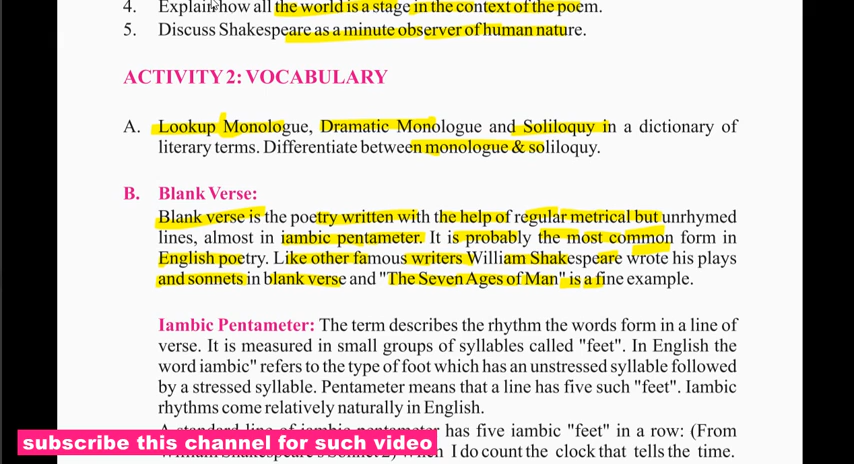 4. Explain how all the world is a stage in the context of the poem.
5. Discuss Shakespeare as a minute observer of human nature.
ACTIVITY 2: VOCABULARY
A. Lookup Monologue, Dramatic Monologue and Soliloquy in a dictionary of
literary terms. Differentiate between monologue & soliloquy.
B. Blank Verse:
Blank verse is the poetry written with the help of regular metrical but unrhymed
lines, almost in iambic pentameter. It is probably the most common form in
English poetry. Like other famous writers William Shakespeare wrote his plays
and sonnets in blank verse and "The Seven Ages of Man" is a fine example.
Iambic Pentameter: The term describes the rhythm the words form in a line of
verse. It is measured in small groups of syllables called "feet". In English the
word iambic" refers to the type of foot which has an unstressed syllable followed
by a stressed syllable. Pentameter means that a line has five such "feet". Iambic
rhythms come relatively naturally in English.
has five iambic "feet" in a row: (From
I do count the clock that tells the time.
subscribe this channel for such video